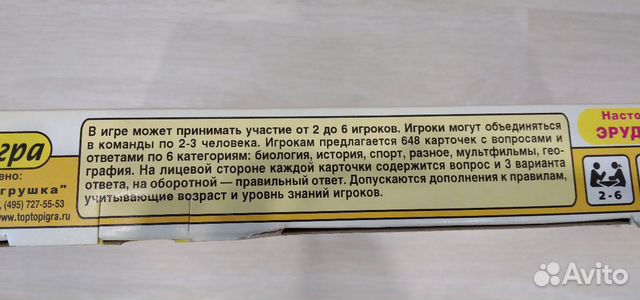 гра
ено:
грушка"
(495) 727-55-53
www.toptopigra.ru
В игре может принимать участие от 2 до 6 игроков. Игроки могут объединяться
в команды по 2-3 человека. Игрокам предлагается 648 карточек с вопросами и
ответами по 6 категориям: биология, история, спорт, разное, мультфильмы, гео-
графия. На лицевой стороне каждой карточки содержится вопрос и 3 варианта
ответа, на оборотной — правильный ответ. Допускаются дополнения к правилам,
учитывающие возраст и уровень знаний игроков.
Насто
ЭРУД
2-6
Avito